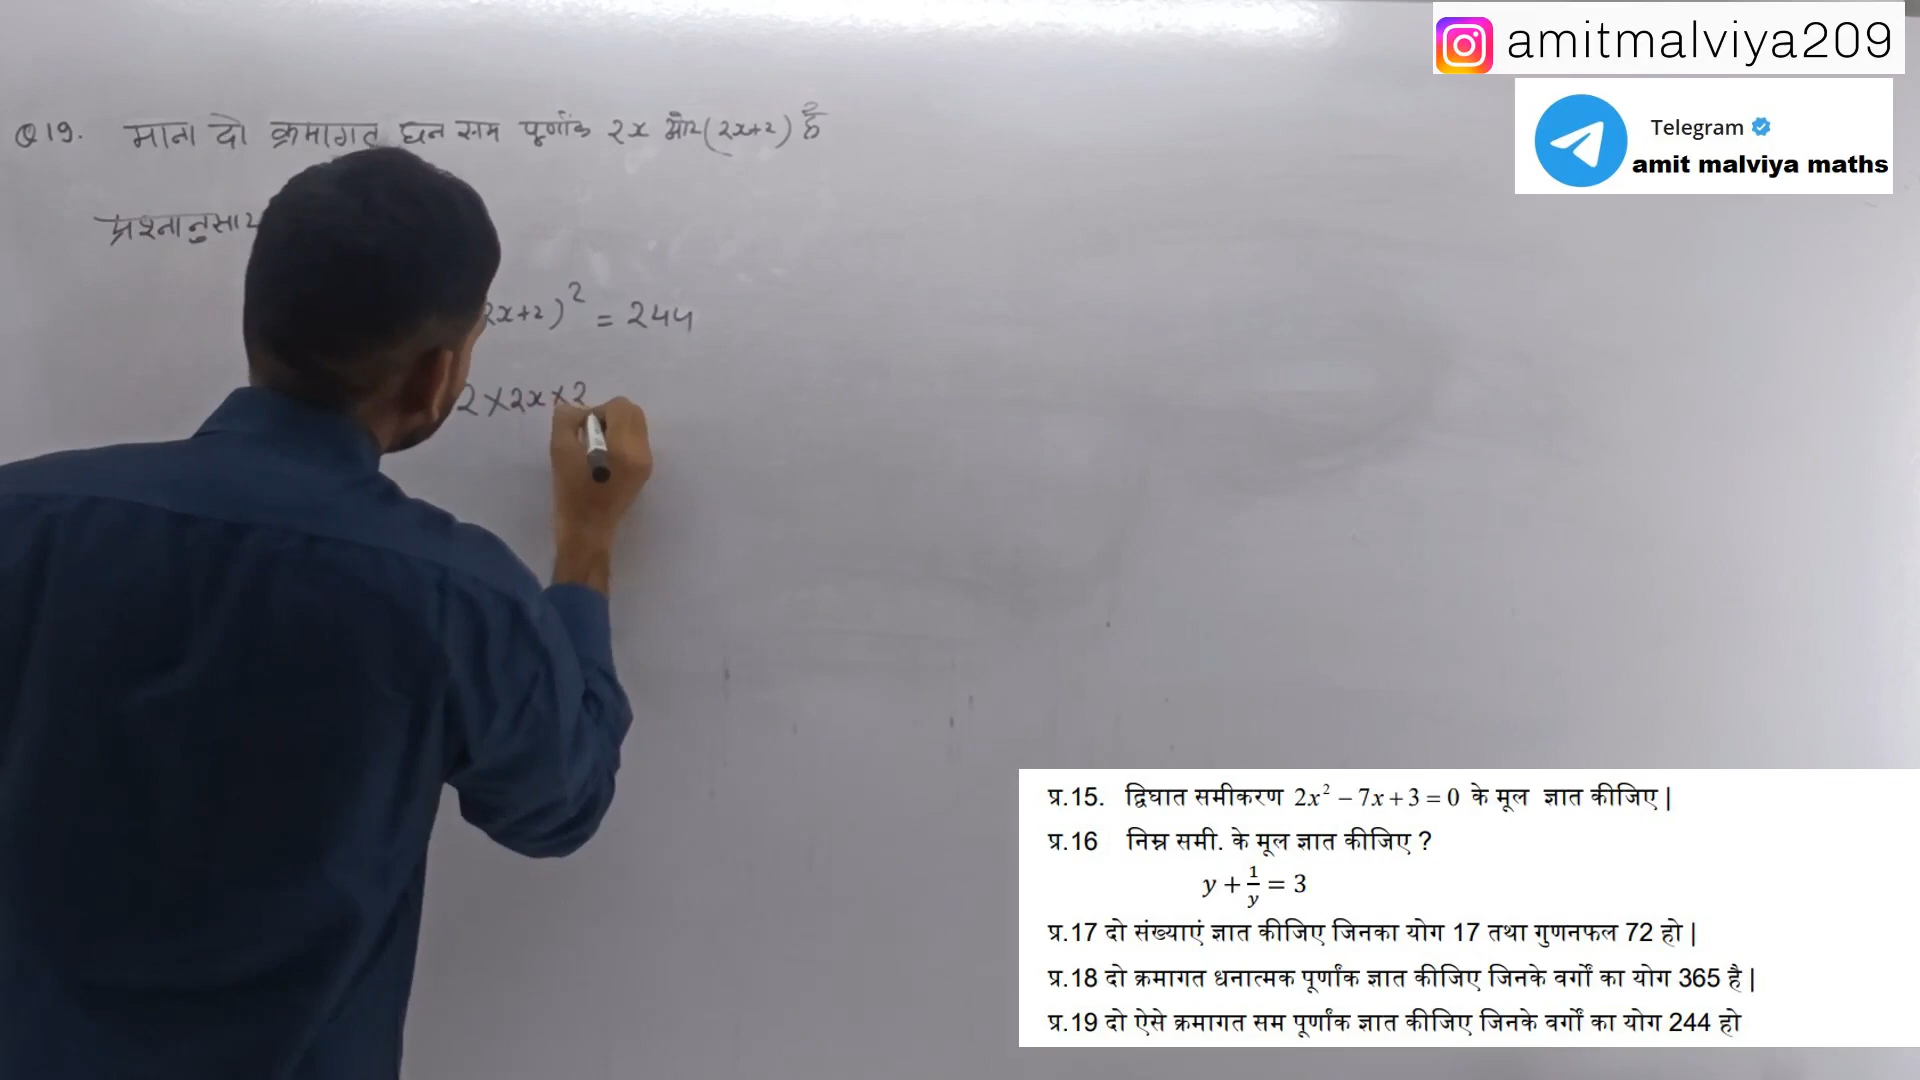 amitmalviya209
Telegram
amit malviya maths
Q19. माना दो क्रमागत घन सम पूर्णांक 2x और (2x+2) है
प्रश्नानुसार
2x+2)² = 244
2×2x×2
प्र.15. द्विघात समीकरण 2x² − 7x + 3 = 0 के मूल ज्ञात कीजिए |
प्र.16 निम्न समी. के मूल ज्ञात कीजिए ?
y + 1/y = 3
प्र.17 दो संख्याएं ज्ञात कीजिए जिनका योग 17 तथा गुणनफल 72 हो |
प्र.18 दो क्रमागत धनात्मक पूर्णांक ज्ञात कीजिए जिनके वर्गों का योग 365 है |
प्र.19 दो ऐसे क्रमागत सम पूर्णांक ज्ञात कीजिए जिनके वर्गों का योग 244 हो